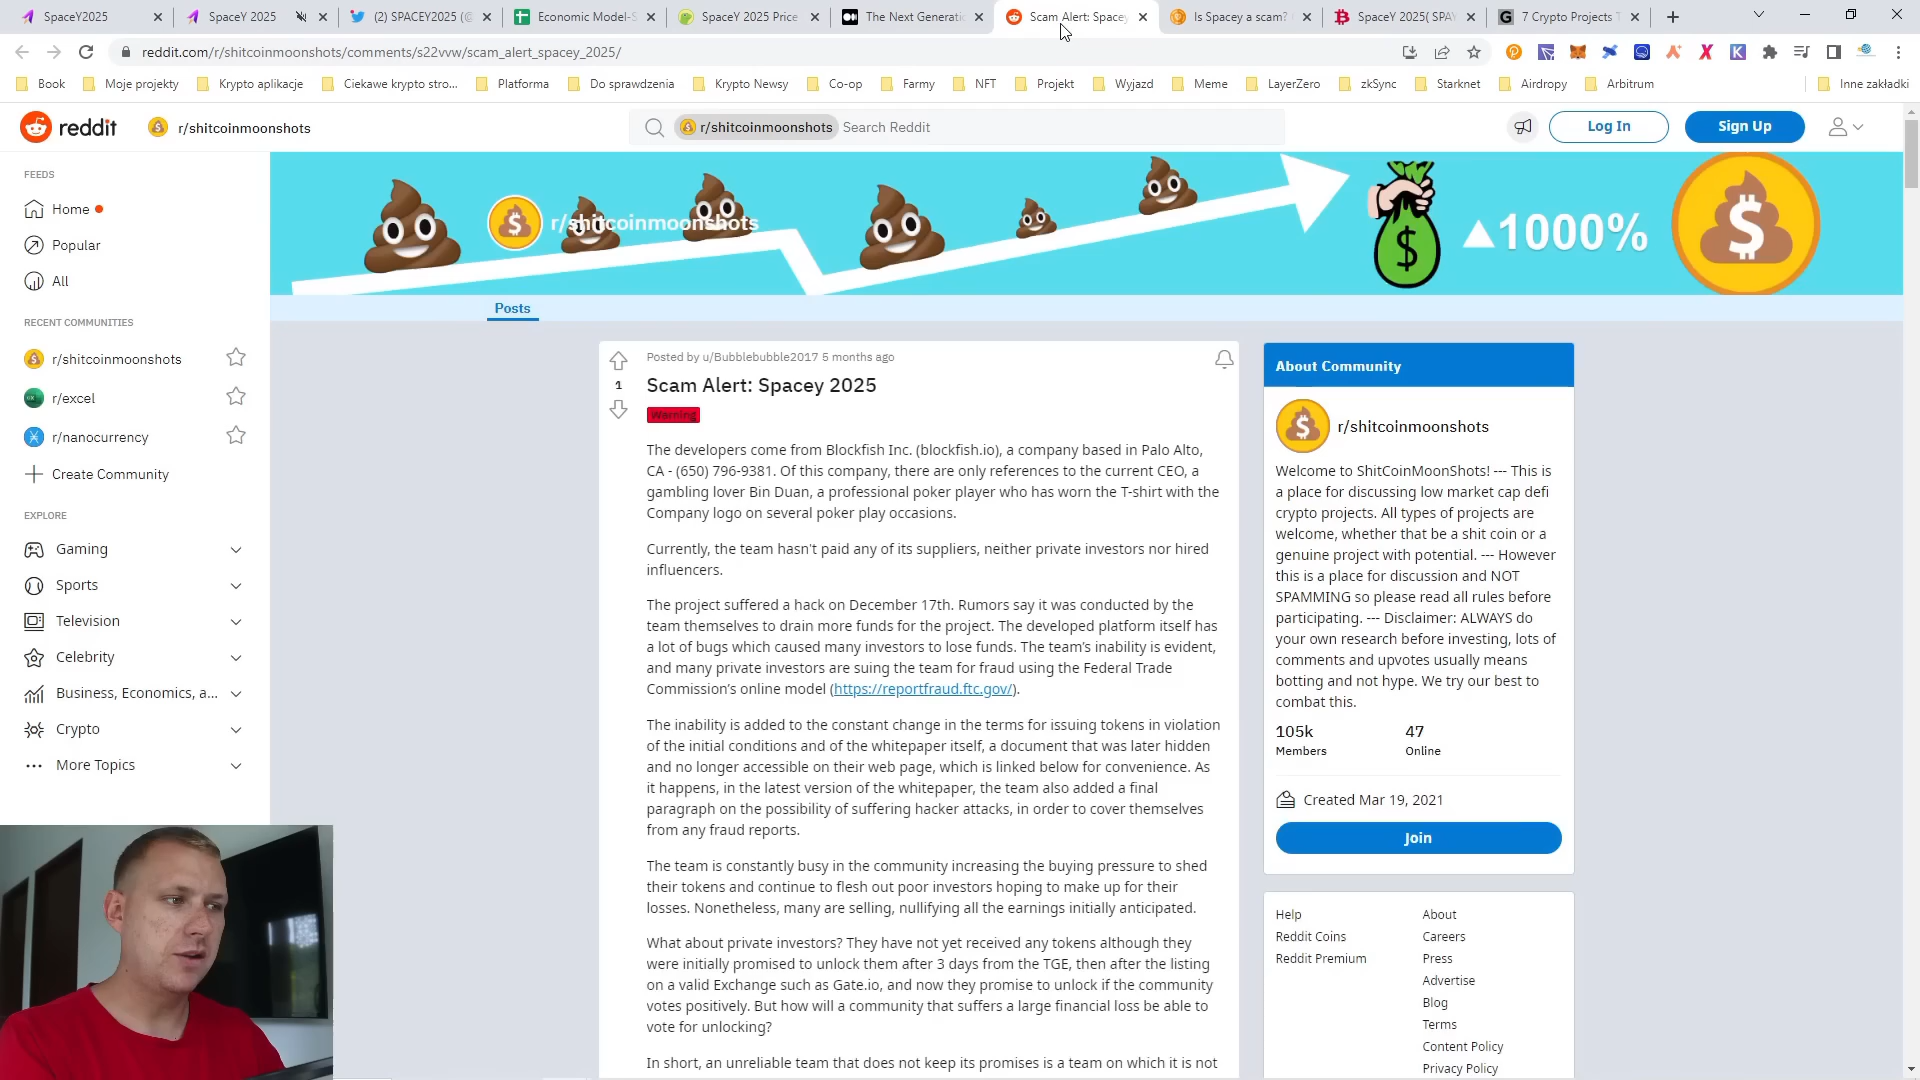 SpaceY2025
SpaceY 2025
(2) SPACEY2025 (@
Economic Model-S
SpaceY 2025 Price
The Next Generatio
Scam Alert: Spacey
Is Spacey a scam?
SpaceY 2025( SPAY
7 Crypto Projects T
reddit.com/r/shitcoinmoonshots/comments/s22vvw/scam_alert_spacey_2025/
Book
Moje projekty
Krypto aplikacje
Ciekawe krypto stro...
Platforma
Do sprawdzenia
Krypto Newsy
Co-op
Farmy
NFT
Projekt
Wyjazd
Meme
LayerZero
zkSync
Starknet
Airdropy
Arbitrum
Inne zakładki
reddit
r/shitcoinmoonshots
r/shitcoinmoonshots Search Reddit
Log In
Sign Up
FEEDS
Home
Popular
All
RECENT COMMUNITIES
r/shitcoinmoonshots
r/excel
r/nanocurrency
Create Community
EXPLORE
Gaming
Sports
Television
Celebrity
Business, Economics, a...
Crypto
More Topics
r/shitcoinmoonshots
$
▲1000%
$
Posts
Posted by u/Bubblebubble2017 5 months ago
1
Scam Alert: Spacey 2025
Warning
The developers come from Blockfish Inc. (blockfish.io), a company based in Palo Alto,
CA - (650) 796-9381. Of this company, there are only references to the current CEO, a
gambling lover Bin Duan, a professional poker player who has worn the T-shirt with the
Company logo on several poker play occasions.
Currently, the team hasn't paid any of its suppliers, neither private investors nor hired
influencers.
The project suffered a hack on December 17th. Rumors say it was conducted by the
team themselves to drain more funds for the project. The developed platform itself has
a lot of bugs which caused many investors to lose funds. The team's inability is evident,
and many private investors are suing the team for fraud using the Federal Trade
Commission's online model (https://reportfraud.ftc.gov/).
The inability is added to the constant change in the terms for issuing tokens in violation
of the initial conditions and of the whitepaper itself, a document that was later hidden
and no longer accessible on their web page, which is linked below for convenience. As
it happens, in the latest version of the whitepaper, the team also added a final
paragraph on the possibility of suffering hacker attacks, in order to cover themselves
from any fraud reports.
The team is constantly busy in the community increasing the buying pressure to shed
their tokens and continue to flesh out poor investors hoping to make up for their
losses. Nonetheless, many are selling, nullifying all the earnings initially anticipated.
What about private investors? They have not yet received any tokens although they
were initially promised to unlock them after 3 days from the TGE, then after the listing
on a valid Exchange such as Gate.io, and now they promise to unlock if the community
votes positively. But how will a community that suffers a large financial loss be able to
vote for unlocking?
In short, an unreliable team that does not keep its promises is a team on which it is not
About Community
r/shitcoinmoonshots
Welcome to ShitCoinMoonShots! --- This is
a place for discussing low market cap defi
crypto projects. All types of projects are
welcome, whether that be a shit coin or a
genuine project with potential. --- However
this is a place for discussion and NOT
SPAMMING so please read all rules before
participating. --- Disclaimer: ALWAYS do
your own research before investing, lots of
comments and upvotes usually means
botting and not hype. We try our best to
combat this.
105k
Members
47
Online
Created Mar 19, 2021
Join
Help
Reddit Coins
Reddit Premium
About
Careers
Press
Advertise
Blog
Terms
Content Policy
Privacy Policy